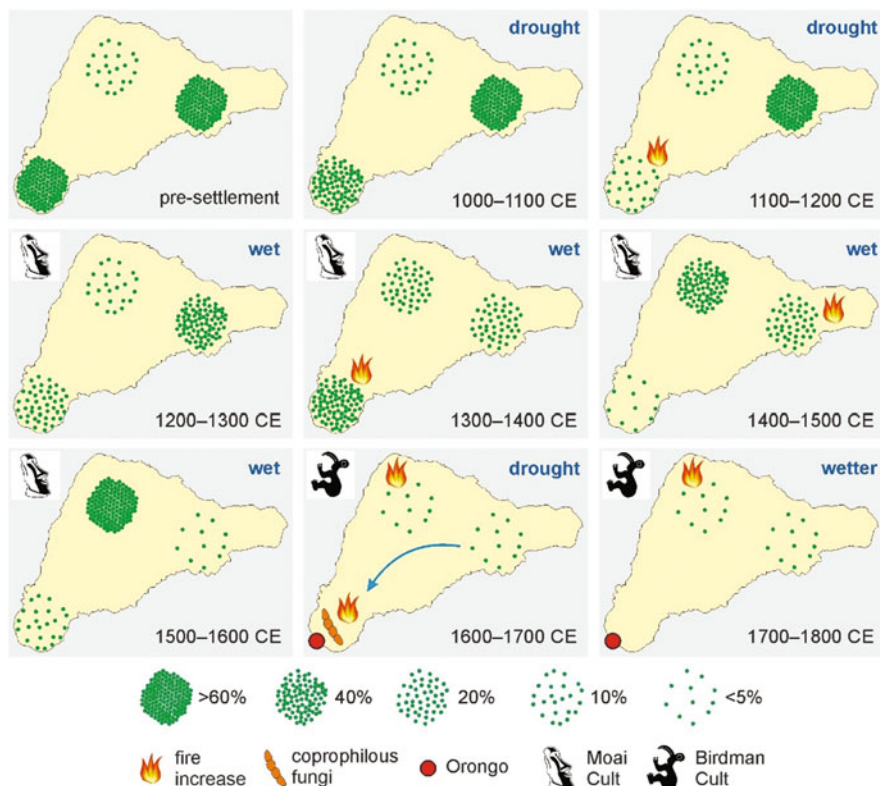 pre-settlement
drought
1000–1100 CE
drought
1100–1200 CE
wet
1200–1300 CE
wet
1300–1400 CE
wet
1400–1500 CE
wet
1500–1600 CE
drought
1600–1700 CE
wetter
1700–1800 CE
>60%
40%
20%
10%
<5%
fire
increase
coprophilous
fungi
Orongo
Moai
Cult
Birdman
Cult